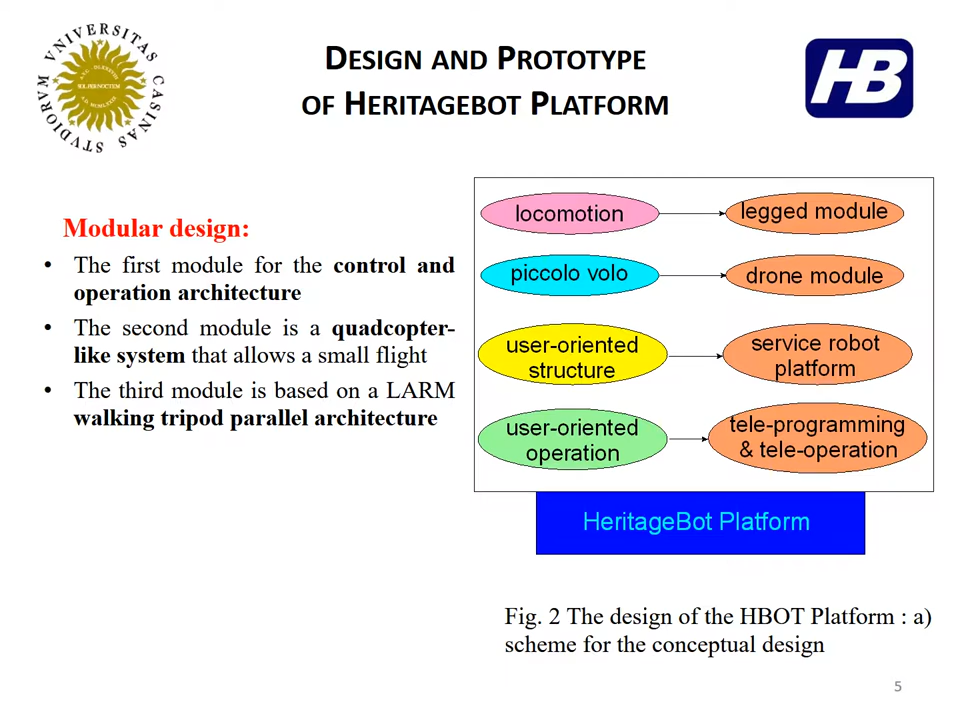 VNIVERSITAS CASINAS STVDIORVM
DESIGN AND PROTOTYPE
OF HERITAGEBOT PLATFORM
HB
Modular design:
• The first module for the control and
operation architecture
• The second module is a quadcopter-
like system that allows a small flight
• The third module is based on a LARM
walking tripod parallel architecture
locomotion
legged module
piccolo volo
drone module
user-oriented
structure
service robot
platform
user-oriented
operation
tele-programming
& tele-operation
HeritageBot Platform
Fig. 2 The design of the HBOT Platform : a)
scheme for the conceptual design
5